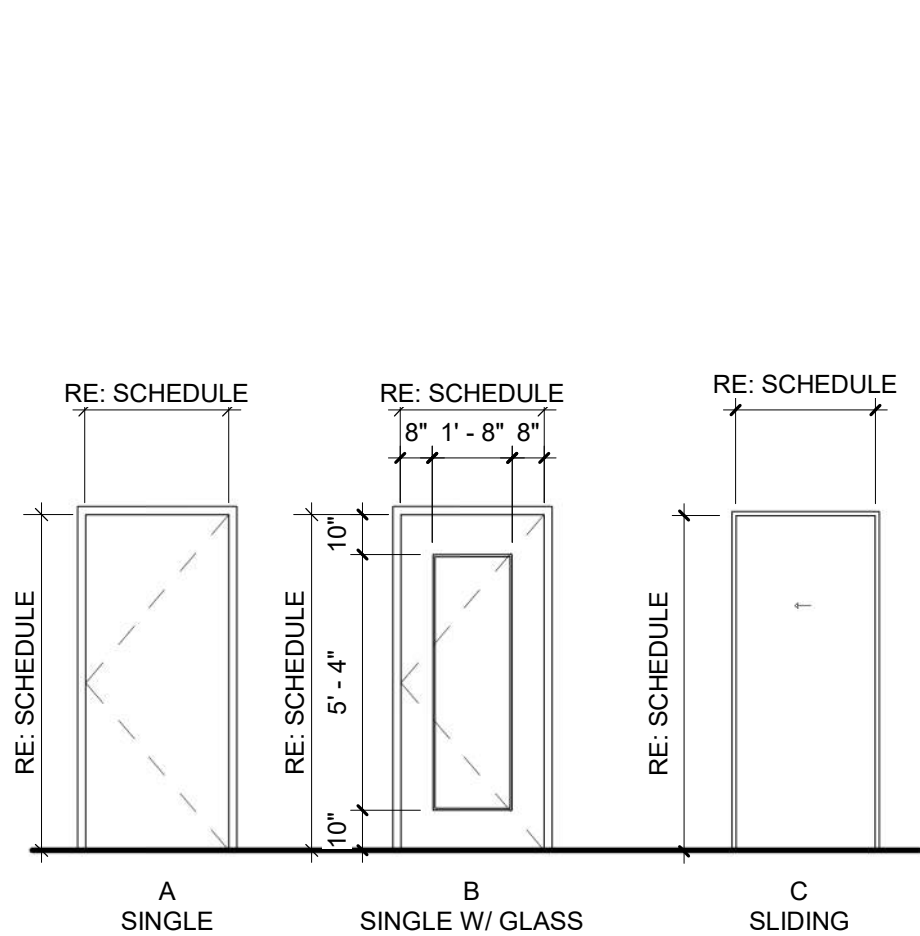 RE: SCHEDULE
RE: SCHEDULE
RE: SCHEDULE
8" 1' - 8" 8"
RE: SCHEDULE
RE: SCHEDULE
10"
5' - 4"
10"
RE: SCHEDULE
A
SINGLE
B
SINGLE W/ GLASS
C
SLIDING